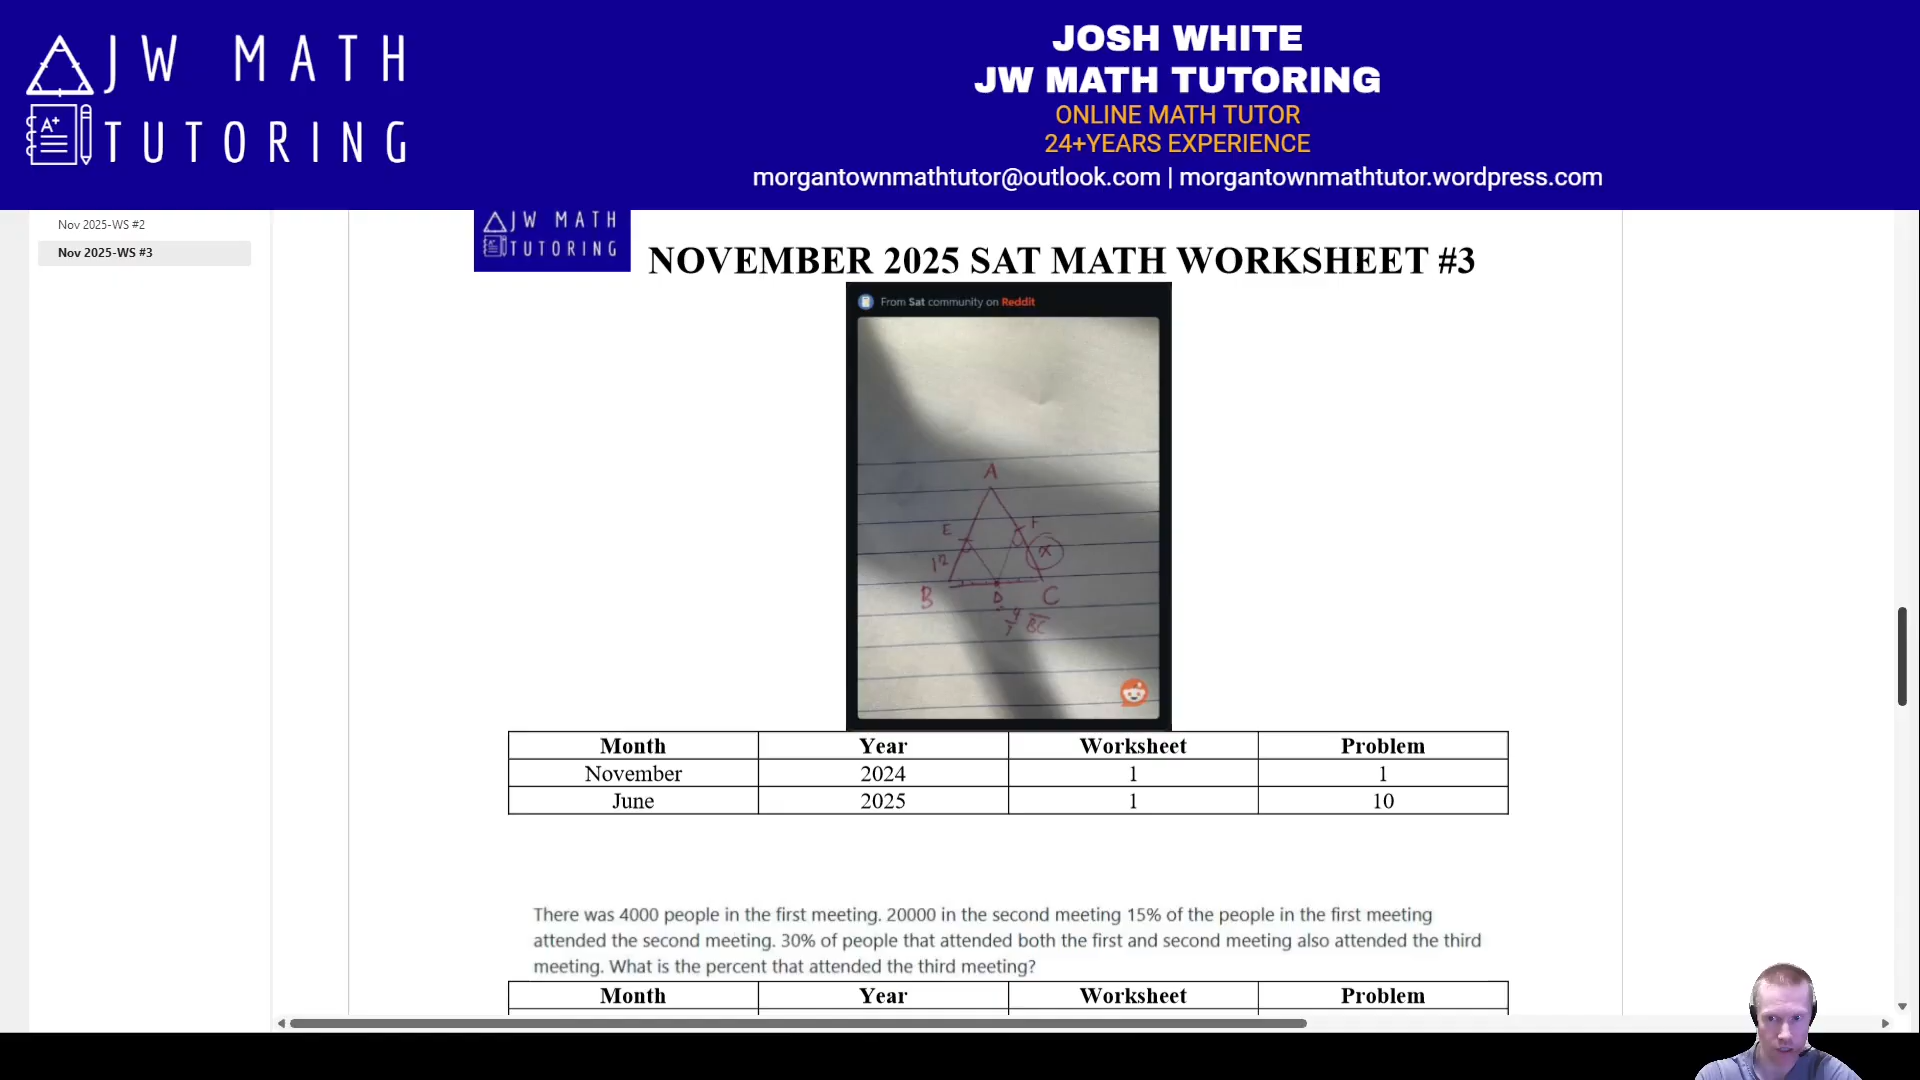 JW MATH
TUTORING
A+
JOSH WHITE
JW MATH TUTORING
ONLINE MATH TUTOR
24+YEARS EXPERIENCE
morgantownmathtutor@outlook.com | morgantownmathtutor.wordpress.com
Nov 2025-WS #2
Nov 2025-WS #3
JW MATH
TUTORING
NOVEMBER 2025 SAT MATH WORKSHEET #3
From Sat community on Reddit
A
E F
12 x
B D C
BC
Month Year Worksheet Problem
November 2024 1 1
June 2025 1 10
There was 4000 people in the first meeting. 20000 in the second meeting 15% of the people in the first meeting
attended the second meeting. 30% of people that attended both the first and second meeting also attended the third
meeting. What is the percent that attended the third meeting?
Month Year Worksheet Problem